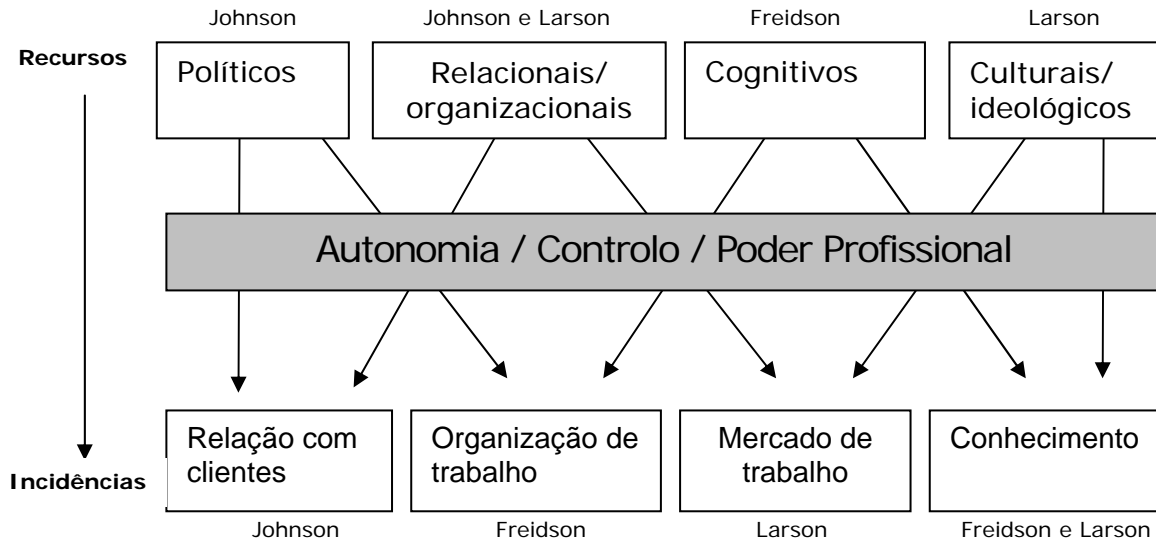 Johnson
Johnson e Larson
Freidson
Larson
Recursos
Políticos
Relacionais/
organizacionais
Cognitivos
Culturais/
ideológicos
Autonomia / Controlo / Poder Profissional
Relação com
clientes
Organização de
trabalho
Mercado de
trabalho
Conhecimento
Incidências
Johnson
Freidson
Larson
Freidson e Larson